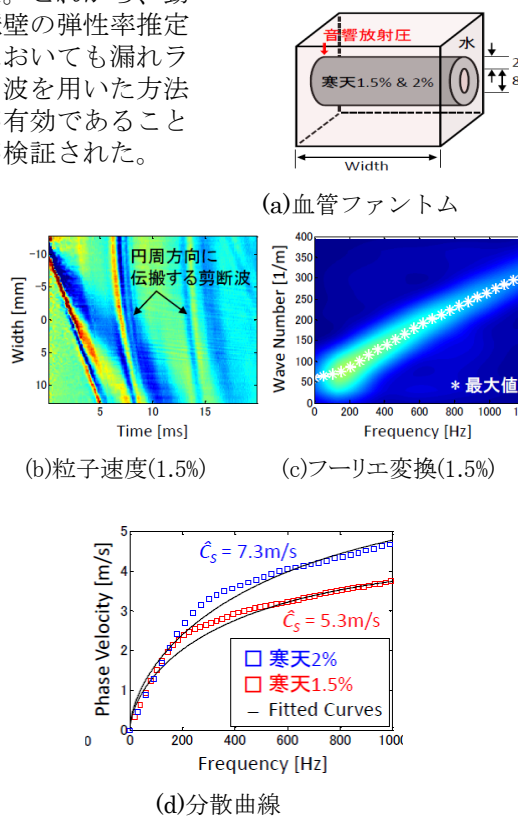 。これから、動
壁の弾性率推定
おいても漏れラ
波を用いた方法
有効であること
検証された。
音響放射圧
水
寒天1.5% & 2%
2
8
Width
(a)血管ファントム
円周方向に
伝搬する剪断波
-10
-5
0
5
10
Width [mm]
5
10
15
Time [ms]
(b)粒子速度(1.5%)
400
350
300
250
200
150
100
50
0
Wave Number [1/m]
* 最大値
0 200 400 600 800 1000
Frequency [Hz]
(c)フーリエ変換(1.5%)
5
4
3
2
1
0
Phase Velocity [m/s]
Ĉs = 7.3m/s
Ĉs = 5.3m/s
寒天2%
寒天1.5%
Fitted Curves
0
0 200 400 600 800 100
Frequency [Hz]
(d)分散曲線